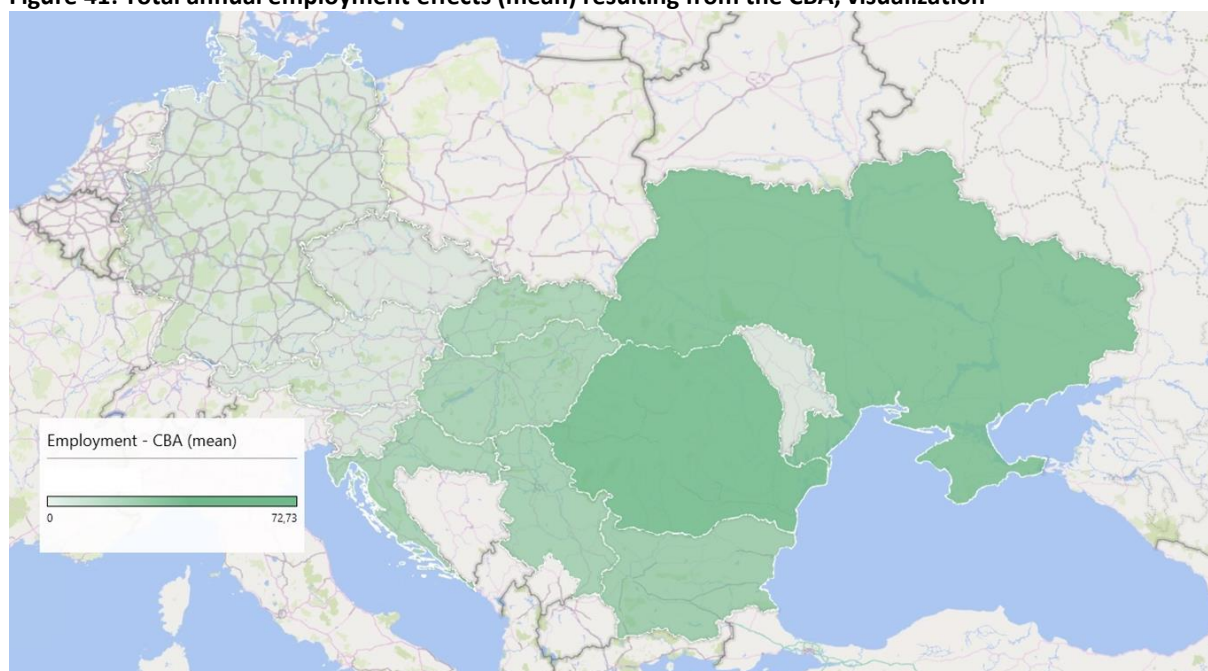 Figure 41: Total annual employment effects (mean) resulting from the CBA, visualization
Employment - CBA (mean)
0
72,73